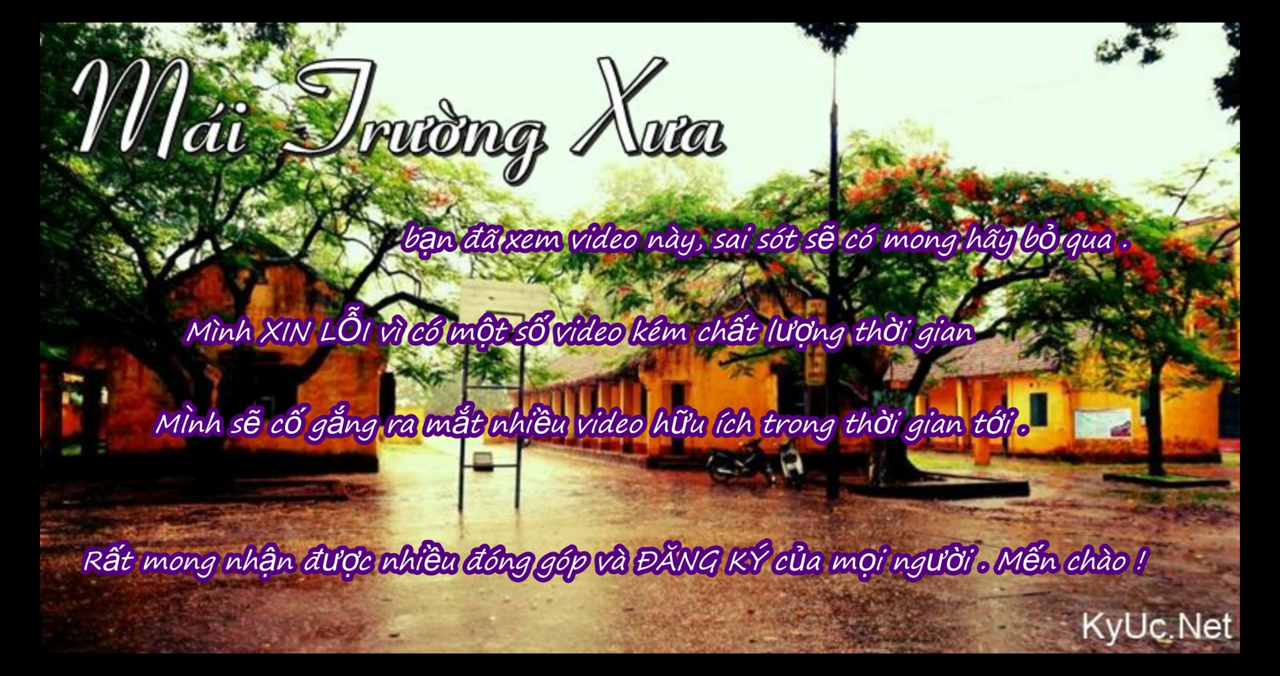 Mái Trường Xưa
bạn đã xem video này, sai sót sẽ có mong hãy bỏ qua .
Mình XIN LỖI vì có một số video kém chất lượng thời gian
MÌnh sẽ cố gắng ra mắt nhiều video hữu ích trong thời gian tới .
Rất mong nhận được nhiều đóng góp và ĐĂNG KÝ của mọi người . Mến chào !
KyUc.Net